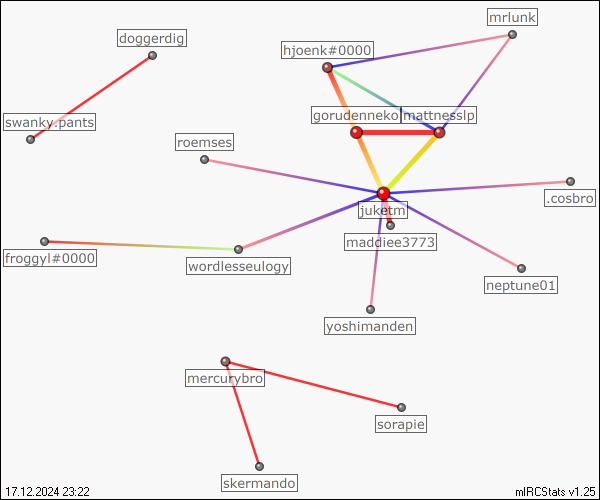 mrlunk
doggerdig
hjoenk#0000
gorudenneko
mattnesslp
swanky.pants
roemses
.cosbro
juketm
maddiee3773
froggyl#0000
wordlesseulogy
neptune01
yoshimanden
mercurybro
sorapie
skermando
17.12.2024 23:22
mIRCStats v1.25